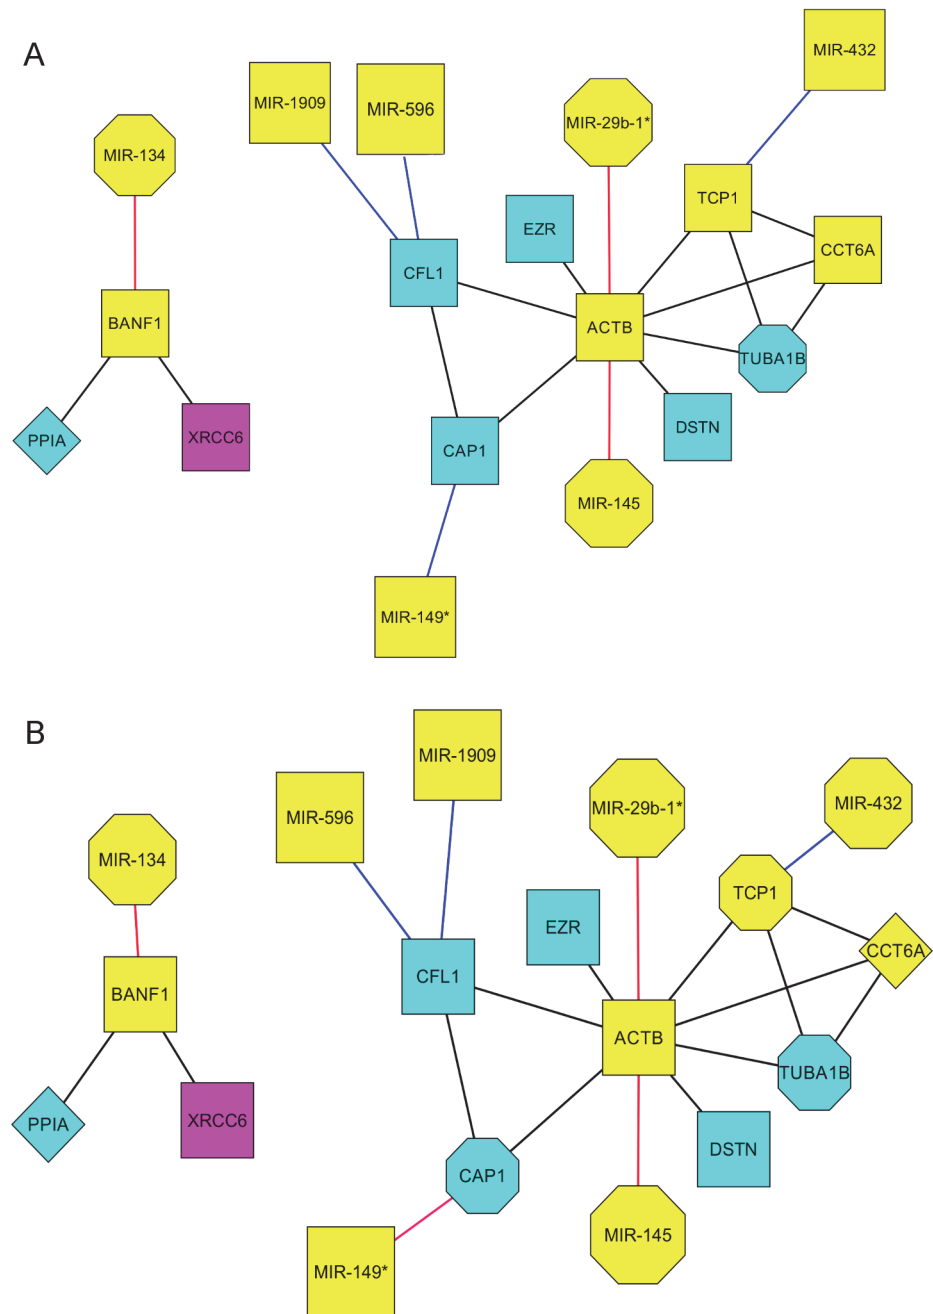 A
MIR-432
MIR-1909
MIR-596
MIR-29b-1*
MIR-134
TCP1
EZR
CCT6A
CFL1
BANF1
ACTB
TUBA1B
PPIA
XRCC6
DSTN
CAP1
MIR-145
MIR-149*
B
MIR-1909
MIR-596
MIR-29b-1*
MIR-432
MIR-134
TCP1
EZR
CCT6A
CFL1
BANF1
ACTB
TUBA1B
PPIA
XRCC6
DSTN
CAP1
MIR-145
MIR-149*